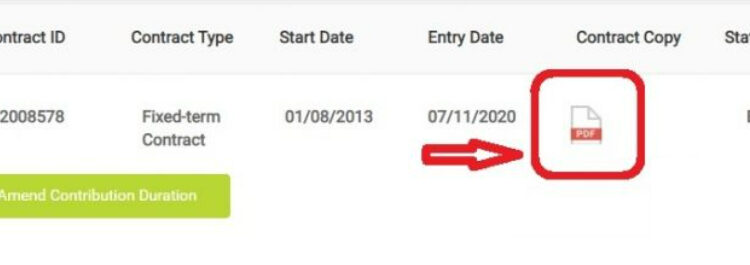 ontract ID Contract Type Start Date Entry Date Contract Copy Sta
2008578 Fixed-term 01/08/2013 07/11/2020
Contract
PDF
Amend Contribution Duration